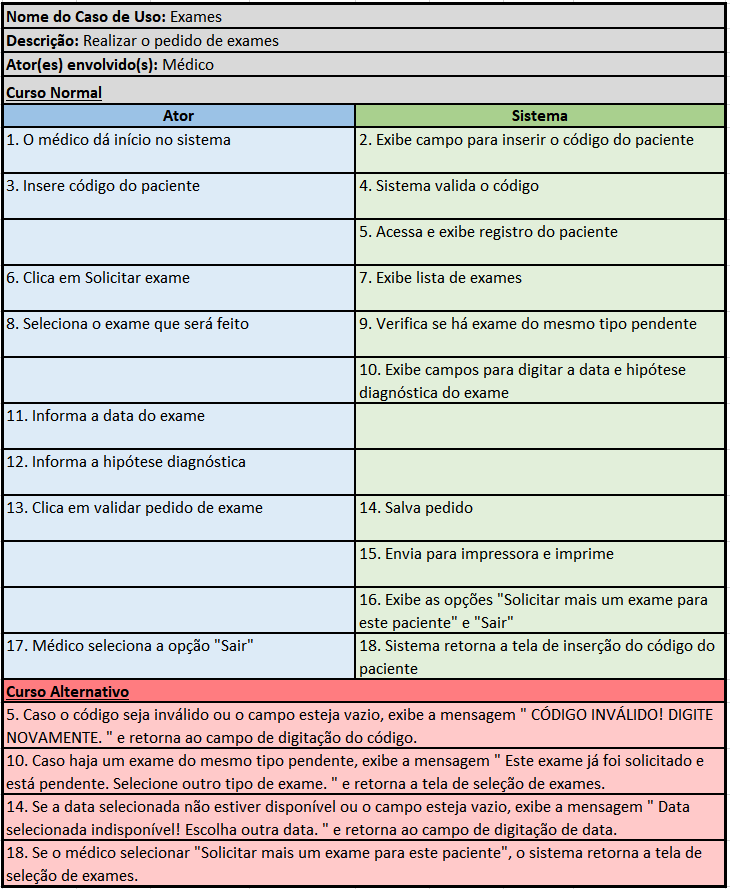 Nome do Caso de Uso: Exames
Descrição: Realizar o pedido de exames
Ator(es) envolvido(s): Médico
Curso Normal
Ator
Sistema
1. O médico dá início no sistema
2. Exibe campo para inserir o código do paciente
3. Insere código do paciente
4. Sistema valida o código
5. Acessa e exibe registro do paciente
6. Clica em Solicitar exame
7. Exibe lista de exames
8. Seleciona o exame que será feito
9. Verifica se há exame do mesmo tipo pendente
10. Exibe campos para digitar a data e hipótese
diagnóstica do exame
11. Informa a data do exame
12. Informa a hipótese diagnóstica
13. Clica em validar pedido de exame
14. Salva pedido
15. Envia para impressora e imprime
16. Exibe as opções "Solicitar mais um exame para
este paciente" e "Sair"
17. Médico seleciona a opção "Sair"
18. Sistema retorna a tela de inserção do código do
paciente
Curso Alternativo
5. Caso o código seja inválido ou o campo esteja vazio, exibe a mensagem " CÓDIGO INVÁLIDO! DIGITE
NOVAMENTE. " e retorna ao campo de digitação do código.
10. Caso haja um exame do mesmo tipo pendente, exibe a mensagem " Este exame já foi solicitado e
está pendente. Selecione outro tipo de exame. " e retorna a tela de seleção de exames.
14. Se a data selecionada não estiver disponível ou o campo esteja vazio, exibe a mensagem " Data
selecionada indisponível! Escolha outra data. " e retorna ao campo de digitação de data.
18. Se o médico selecionar "Solicitar mais um exame para este paciente", o sistema retorna a tela de
seleção de exames.